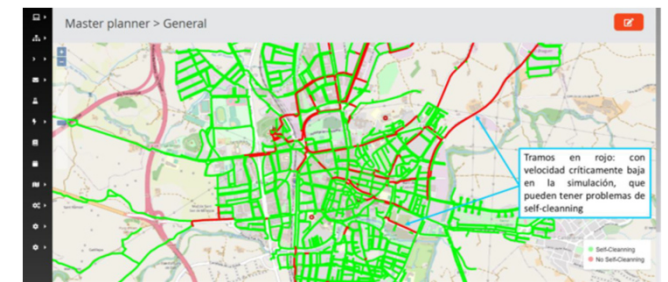 Master planner > General
Tramos en rojo: con
velocidad críticamente baja
en la simulación, que
pueden tener problemas de
self-cleanning
Self-Cleanning
No Self-Cleanning